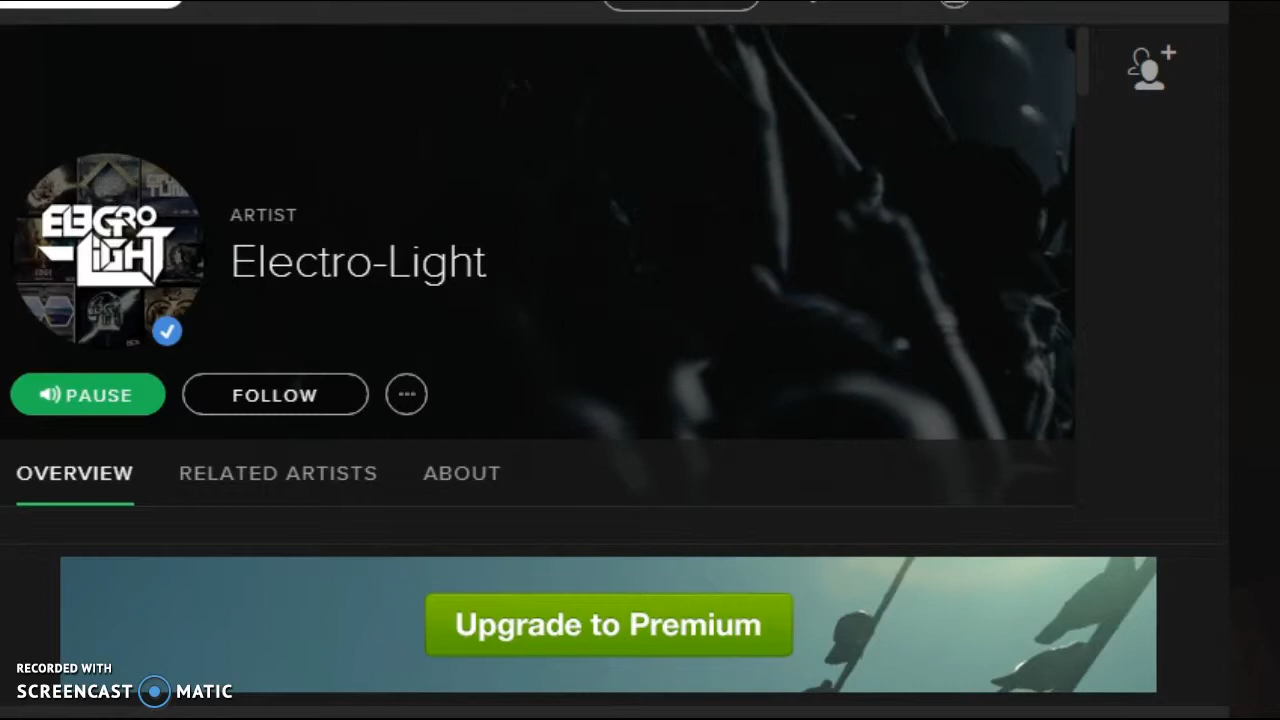 ARTIST
Electro-Light
ELECTRO
LIGHT
PAUSE
FOLLOW
OVERVIEW
RELATED ARTISTS
ABOUT
Upgrade to Premium
RECORDED WITH
SCREENCAST MATIC